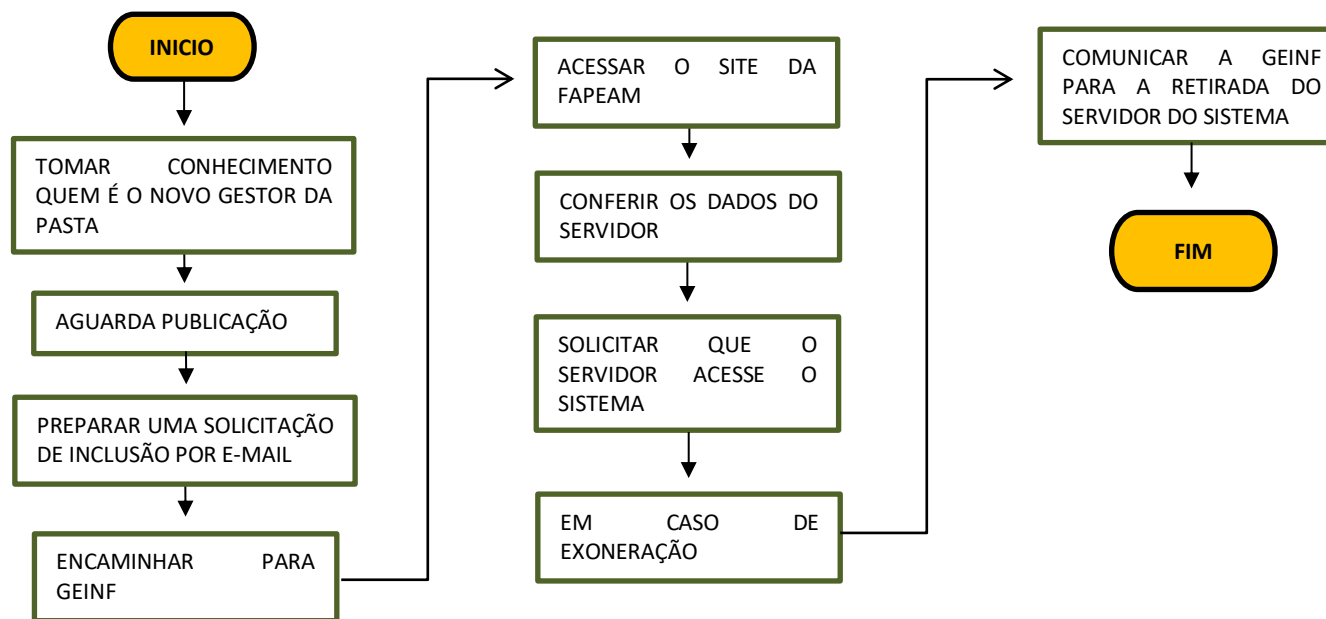 INICIO
TOMAR CONHECIMENTO
QUEM É O NOVO GESTOR DA
PASTA
AGUARDA PUBLICAÇÃO
PREPARAR UMA SOLICITAÇÃO
DE INCLUSÃO POR E-MAIL
ENCAMINHAR PARA
GEINF
ACESSAR O SITE DA
FAPEAM
CONFERIR OS DADOS DO
SERVIDOR
SOLICITAR QUE O
SERVIDOR ACESSE O
SISTEMA
EM CASO DE
EXONERAÇÃO
COMUNICAR A GEINF
PARA A RETIRADA DO
SERVIDOR DO SISTEMA
FIM